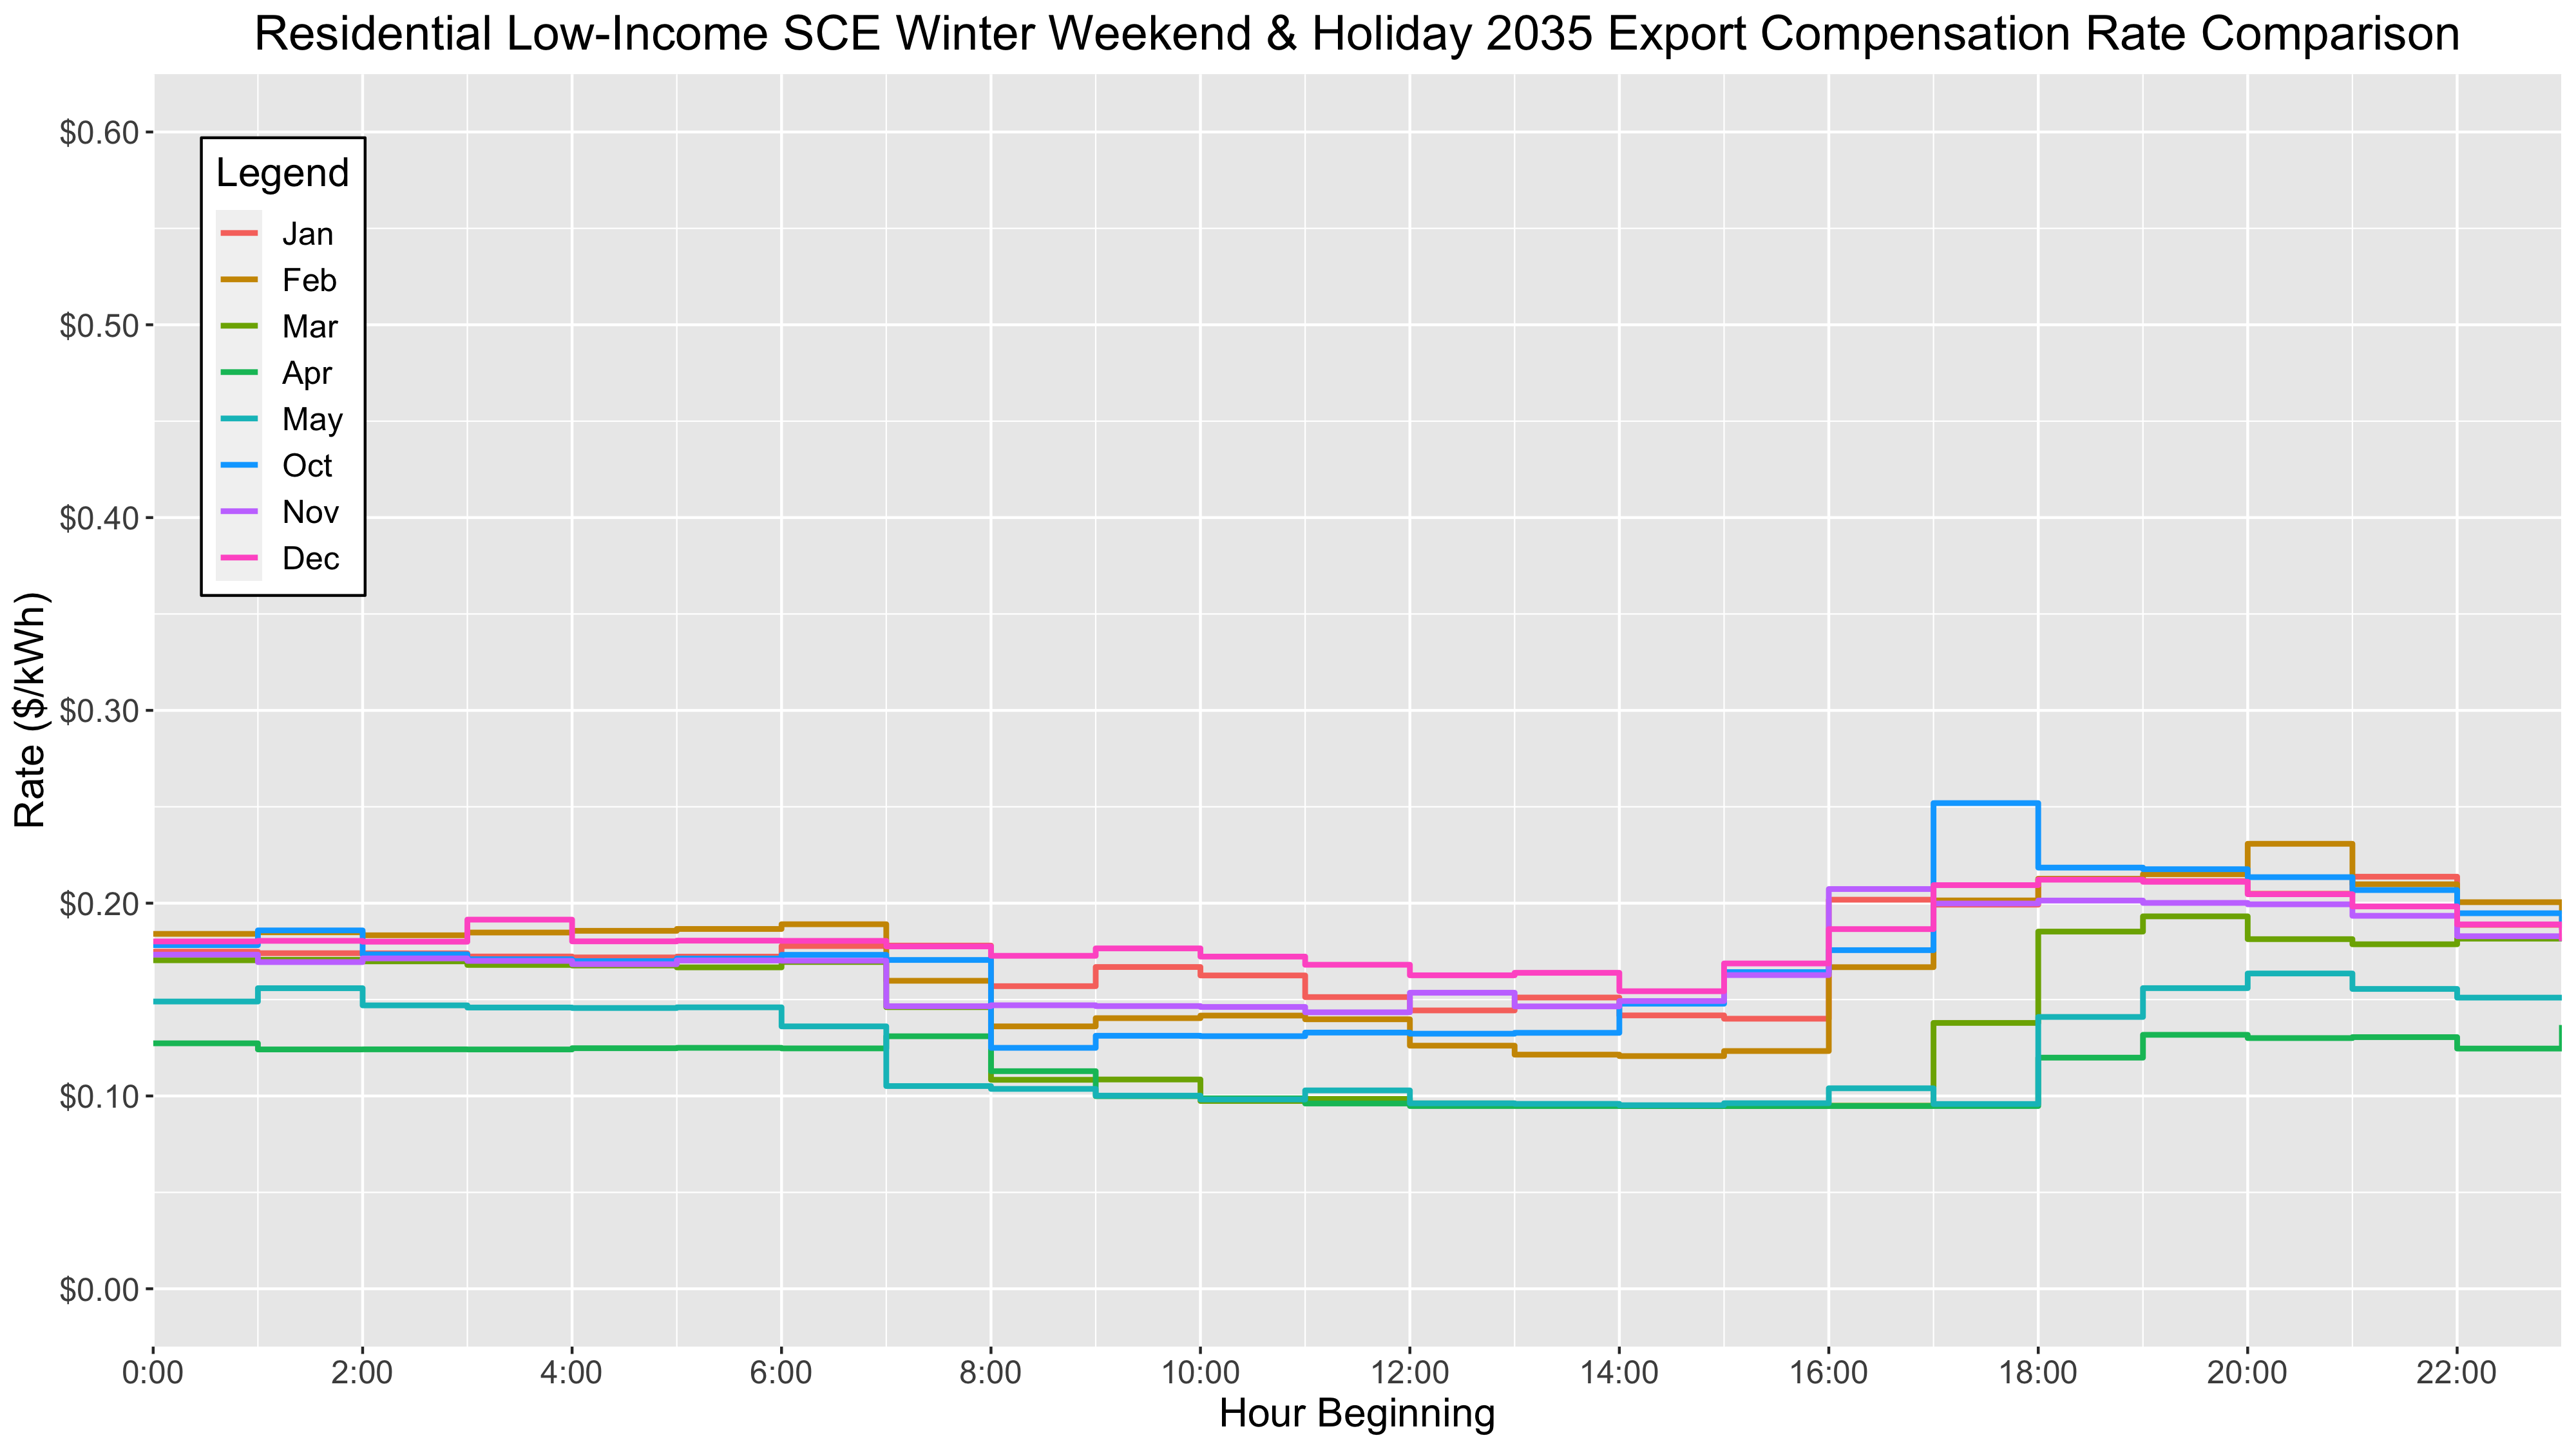 Residential Low-Income SCE Winter Weekend & Holiday 2035 Export Compensation Rate Comparison
$0.60
$0.50
$0.40
$0.30
$0.20
$0.10
$0.00
Rate ($/kWh)
Legend
Jan
Feb
Mar
Apr
May
Oct
Nov
Dec
0:00 2:00 4:00 6:00 8:00 10:00 12:00 14:00 16:00 18:00 20:00 22:00
Hour Beginning